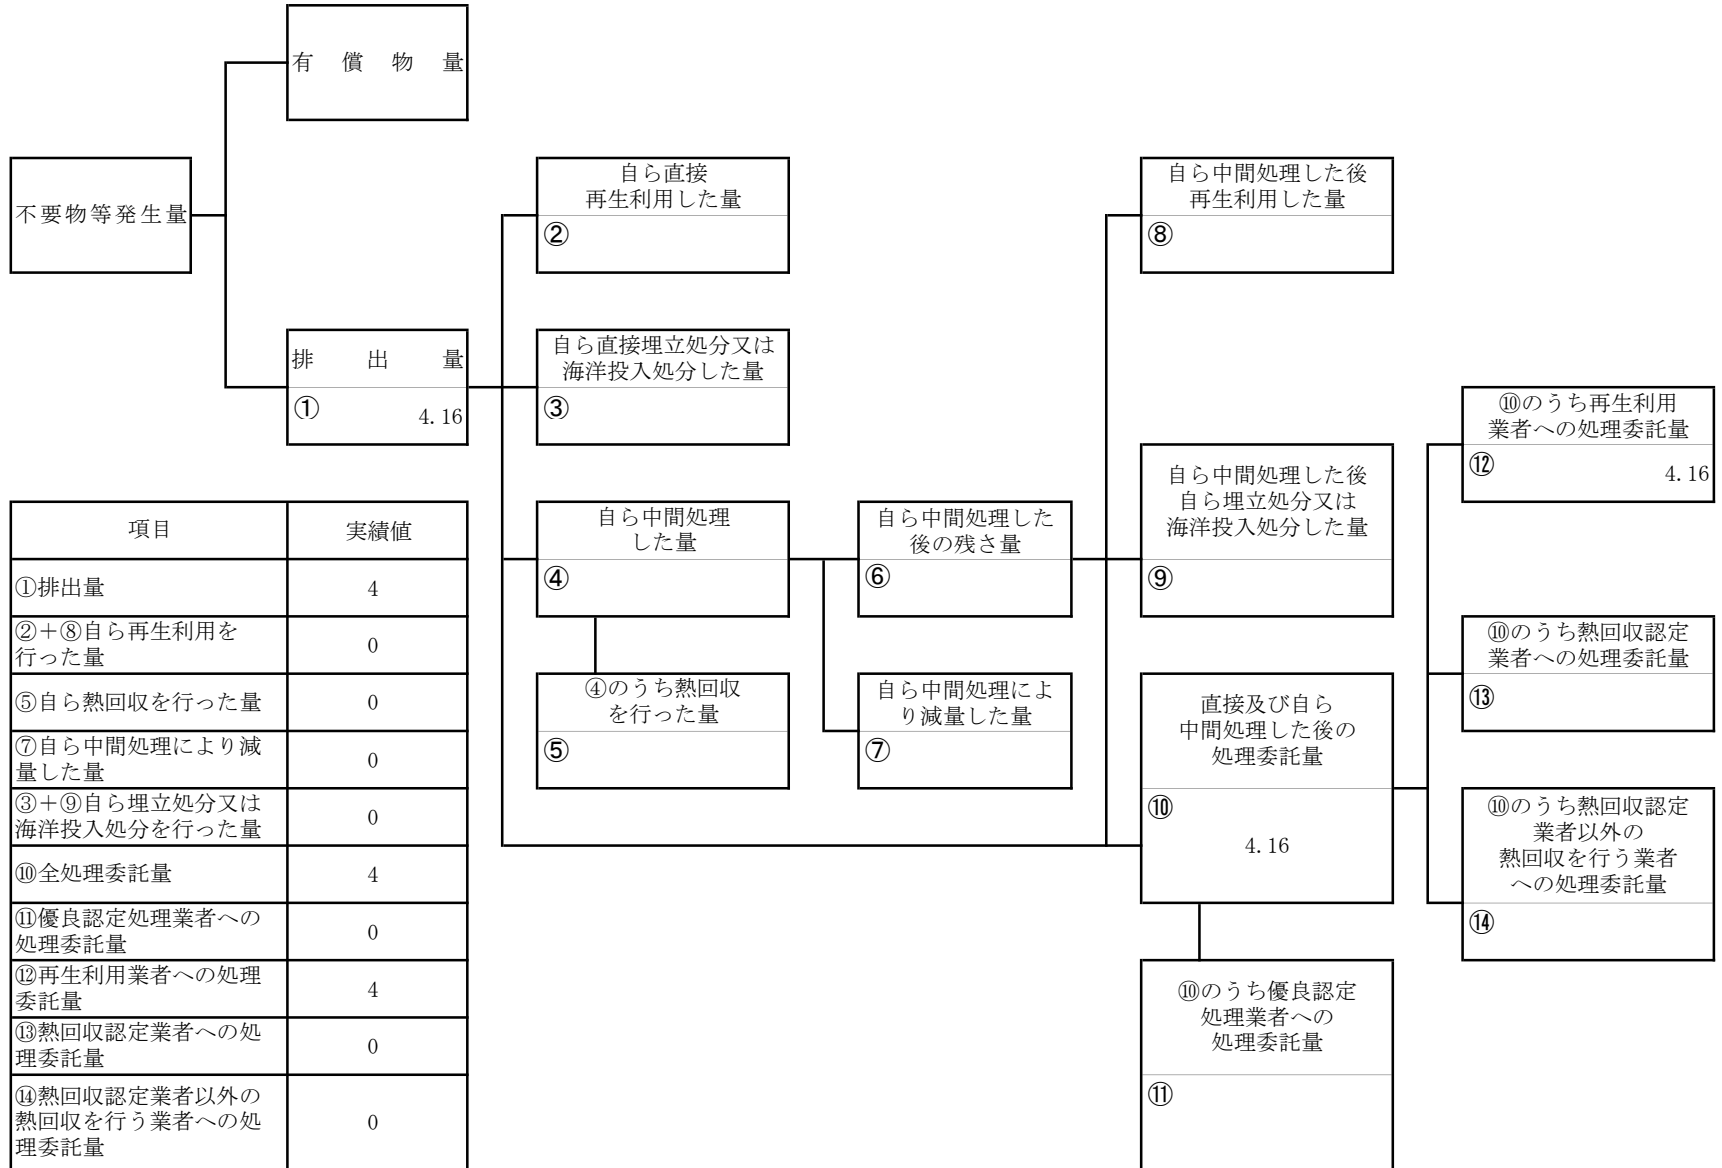 有償物量
不要物等発生量
排出量
① 4.16
自ら直接
再生利用した量
②
自ら直接埋立処分又は
海洋投入処分した量
③
自ら中間処理
した量
④
④のうち熱回収
を行った量
⑤
自ら中間処理した
後の残さ量
⑥
自ら中間処理によ
り減量した量
⑦
自ら中間処理した後
再生利用した量
⑧
自ら中間処理した後
自ら埋立処分又は
海洋投入処分した量
⑨
直接及び自ら
中間処理した後の
処理委託量
⑩
4.16
⑩のうち優良認定
処理業者への
処理委託量
⑪
⑩のうち再生利用
業者への処理委託量
⑫ 4.16
⑩のうち熱回収認定
業者への処理委託量
⑬
⑩のうち熱回収認定
業者以外の
熱回収を行う業者
への処理委託量
⑭
項目 実績値
①排出量 4
②＋⑧自ら再生利用を
行った量 0
⑤自ら熱回収を行った量 0
⑦自ら中間処理により減
量した量 0
③＋⑨自ら埋立処分又は
海洋投入処分を行った量 0
⑩全処理委託量 4
⑪優良認定処理業者への
処理委託量 0
⑫再生利用業者への処理
委託量 4
⑬熱回収認定業者への処
理委託量 0
⑭熱回収認定業者以外の
熱回収を行う業者への処
理委託量 0